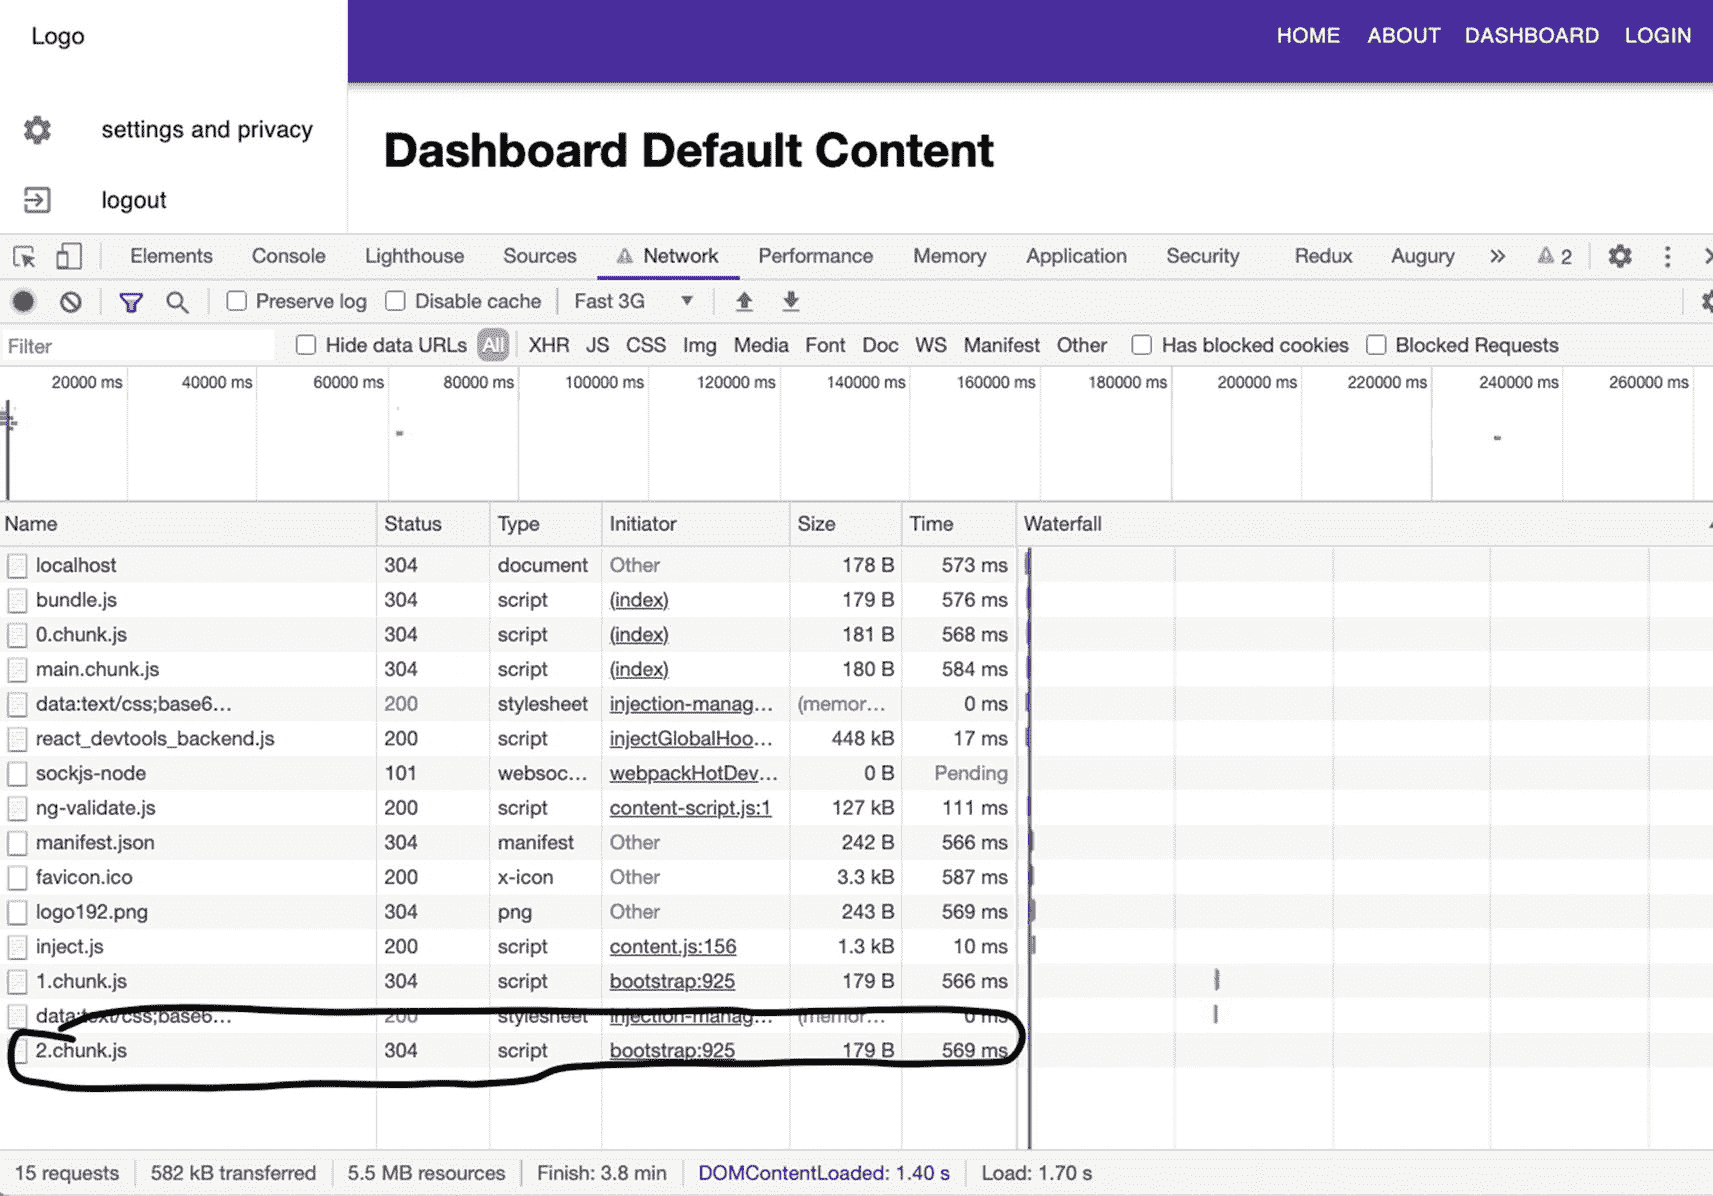 Logo HOME ABOUT DASHBOARD LOGIN
settings and privacy
Dashboard Default Content
logout
Elements Console Lighthouse Sources Network Performance Memory Application Security Redux Augury » 2
Preserve log Disable cache Fast 3G
Filter Hide data URLs All XHR JS CSS Img Media Font Doc WS Manifest Other Has blocked cookies Blocked Requests
20000 ms 40000 ms 60000 ms 80000 ms 100000 ms 120000 ms 140000 ms 160000 ms 180000 ms 200000 ms 220000 ms 240000 ms 260000 ms
Name Status Type Initiator Size Time Waterfall
localhost 304 document Other 178 B 573 ms
bundle.js 304 script (index) 179 B 576 ms
0.chunk.js 304 script (index) 181 B 568 ms
main.chunk.js 304 script (index) 180 B 584 ms
data:text/css;base6... 200 stylesheet injection-manag... (memor... 0 ms
react_devtools_backend.js 200 script injectGlobalHoo... 448 kB 17 ms
sockjs-node 101 websoc... webpackHotDev... 0 B Pending
ng-validate.js 200 script content-script.js:1 127 kB 111 ms
manifest.json 304 manifest Other 242 B 566 ms
favicon.ico 200 x-icon Other 3.3 kB 587 ms
logo192.png 304 png Other 243 B 569 ms
inject.js 200 script content.js:156 1.3 kB 10 ms
1.chunk.js 304 script bootstrap:925 179 B 566 ms
data:text/css;base6... 200 stylesheet injection-manag... (memor... 0 ms
2.chunk.js 304 script bootstrap:925 179 B 569 ms
15 requests 582 kB transferred 5.5 MB resources Finish: 3.8 min DOMContentLoaded: 1.40 s Load: 1.70 s